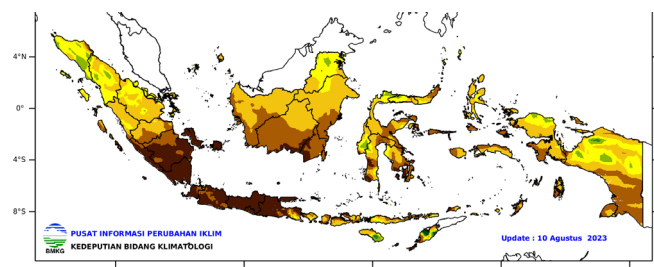 4°N
0°
4°S
8°S
BMKG
PUSAT INFORMASI PERUBAHAN IKLIM
KEDEPUTIAN BIDANG KLIMATOLOGI
Update : 10 Agustus 2023